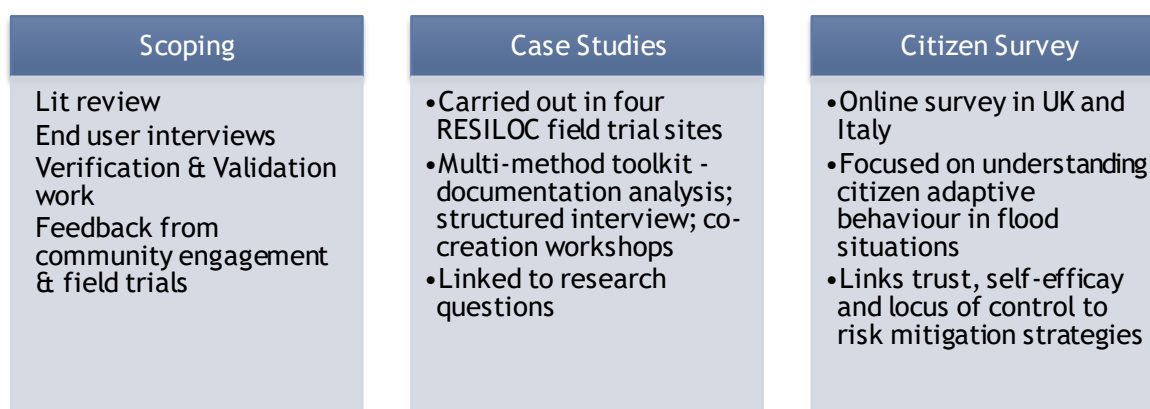 Scoping
Lit review
End user interviews
Verification & Validation
work
Feedback from
community engagement
& field trials
Case Studies
•Carried out in four
RESILOC field trial sites
•Multi-method toolkit -
documentation analysis;
structured interview; co-
creation workshops
•Linked to research
questions
Citizen Survey
•Online survey in UK and
Italy
•Focused on understanding
citizen adaptive
behaviour in flood
situations
•Links trust, self-efficay
and locus of control to
risk mitigation strategies